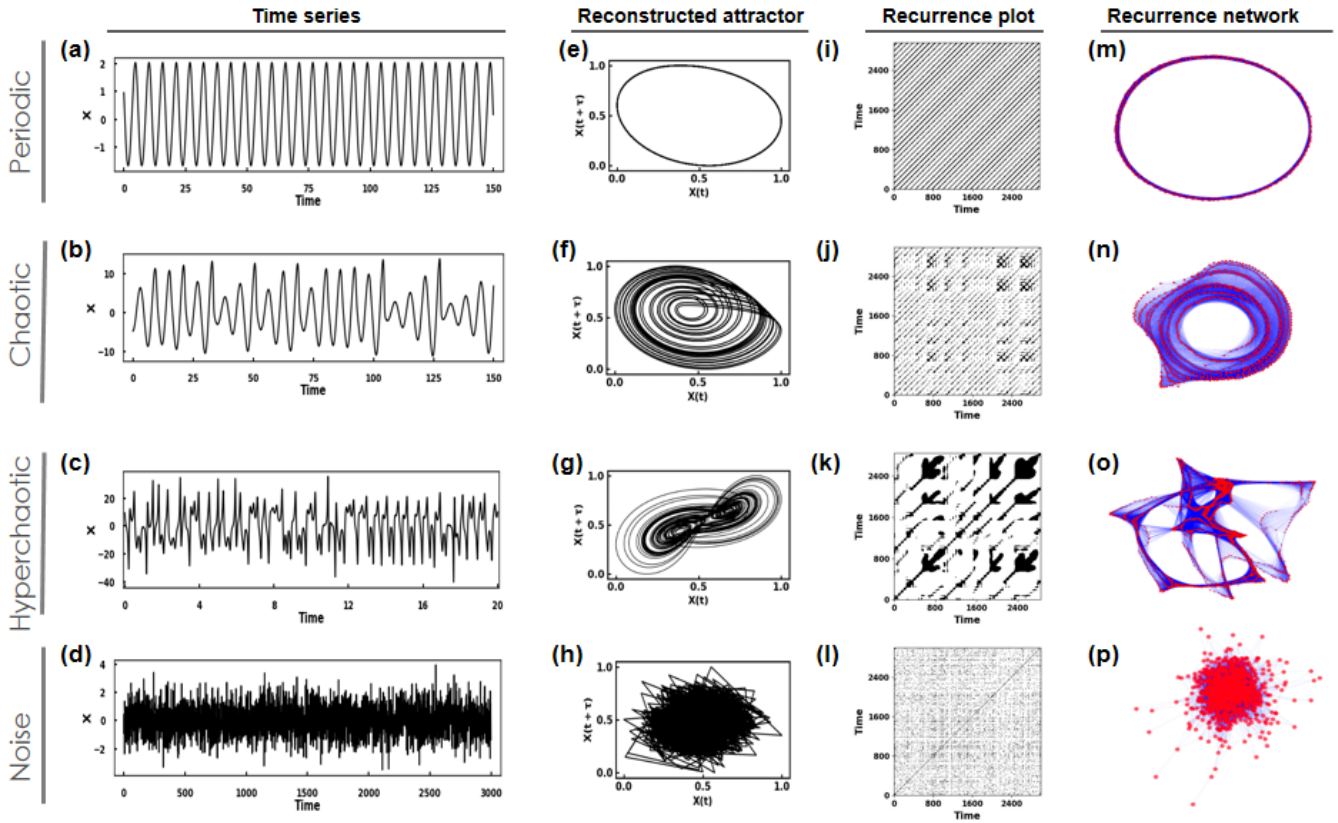 Time series Reconstructed attractor Recurrence plot Recurrence network
Periodic
(a)
2
1
0
−1
X
0 25 50 75 100 125 150
Time
(e)
1.0
0.5
0.0
X(t + τ)
0.0 0.5 1.0
X(t)
(i)
2400
1600
800
0
Time
0 800 1600 2400
Time
(m)
Chaotic
(b)
10
0
−10
X
0 25 50 75 100 125 150
Time
(f)
1.0
0.5
0.0
X(t + τ)
0.0 0.5 1.0
X(t)
(j)
2400
1600
800
0
Time
0 800 1600 2400
Time
(n)
Hyperchaotic
(c)
20
0
−20
−40
X
0 4 8 12 16 20
Time
(g)
1.0
0.5
0.0
X(t + τ)
0.0 0.5 1.0
X(t)
(k)
2400
1600
800
0
Time
0 800 1600 2400
Time
(o)
Noise
(d)
4
2
0
−2
X
0 500 1000 1500 2000 2500 3000
Time
(h)
1.0
0.5
0.0
X(t + τ)
0.0 0.5 1.0
X(t)
(l)
2400
1600
800
0
Time
0 800 1600 2400
Time
(p)